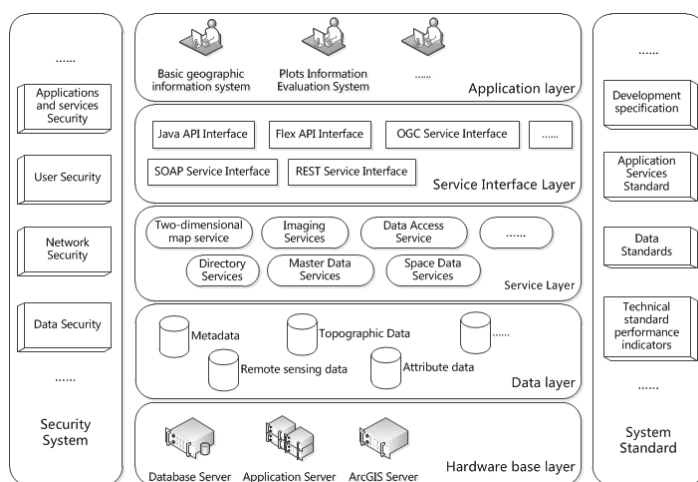 ......
Applications
and services
Security
User Security
Network
Security
Data Security
......
Security
System
Basic geographic
information system
Plots Information
Evaluation System
......
Application layer
Java API Interface
Flex API Interface
OGC Service Interface
......
SOAP Service Interface
REST Service Interface
Service Interface Layer
Two-dimensional
map service
Imaging
Services
Data Access
Service
......
Directory
Services
Master Data
Services
Space Data
Services
Service Layer
Metadata
Topographic Data
......
Remote sensing data
Attribute data
Data layer
Database Server
Application Server
ArcGIS Server
Hardware base layer
......
Development
specification
Application
Services
Standard
Data
Standards
Technical
standard
performance
indicators
......
System
Standard